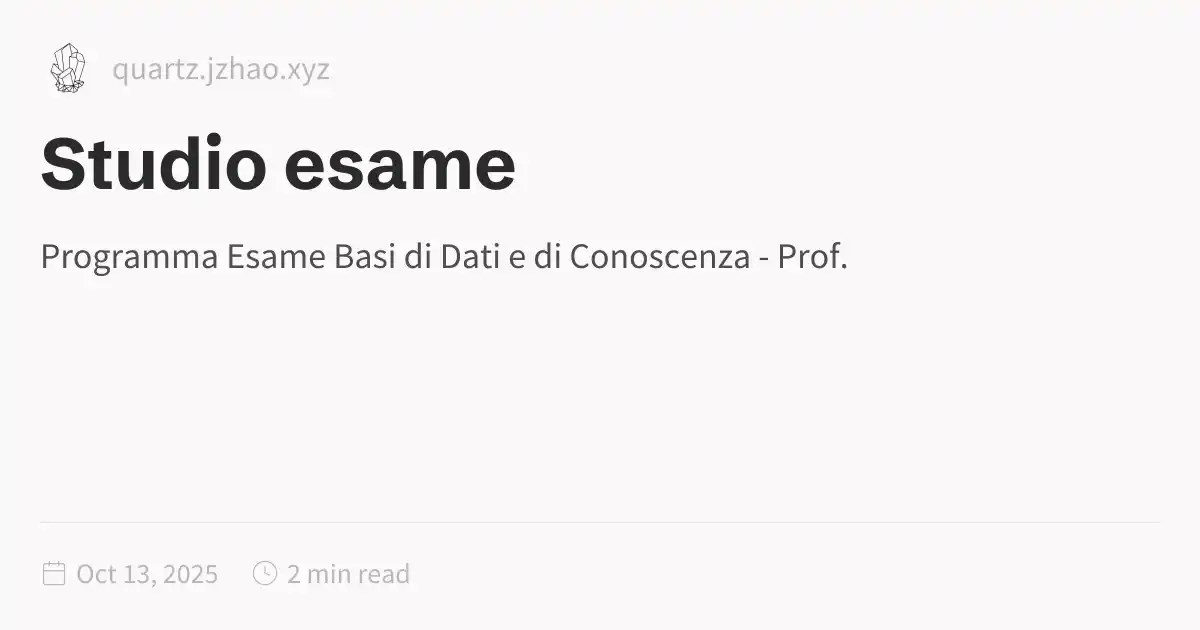 quartz.jzhao.xyz
Studio esame
Programma Esame Basi di Dati e di Conoscenza - Prof.
Oct 13, 2025 2 min read